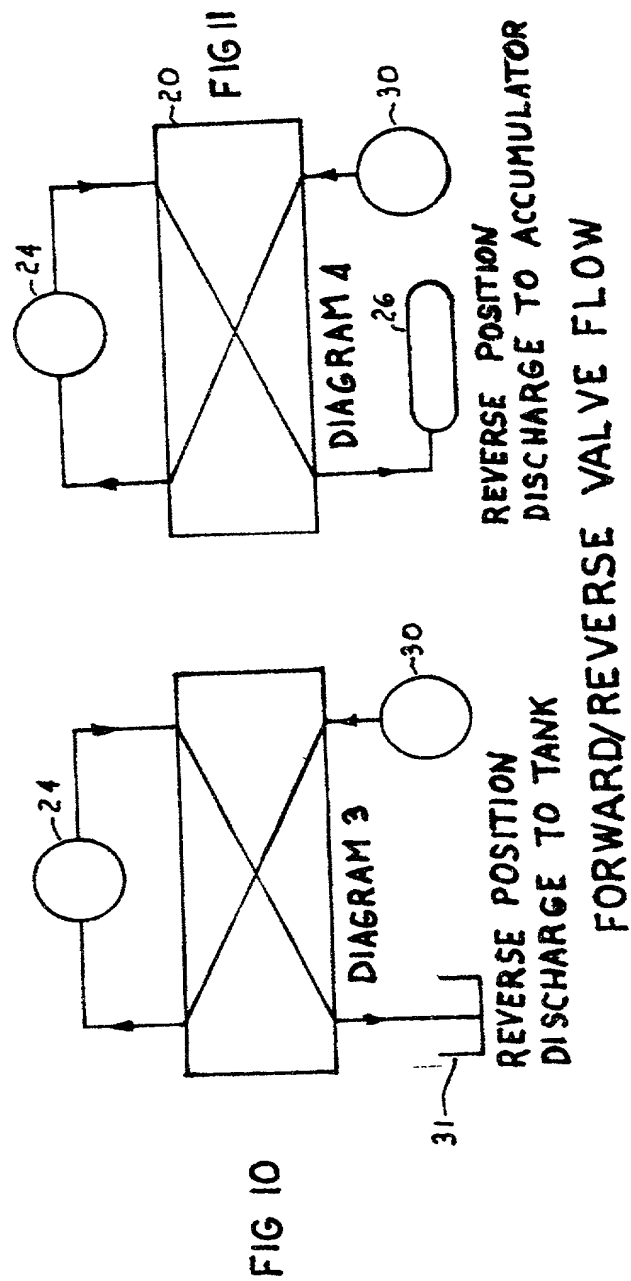 FIG 10
24
DIAGRAM 3
30
31
REVERSE POSITION
DISCHARGE TO TANK
24
20
FIG 11
DIAGRAM 4
26
30
REVERSE POSITION
DISCHARGE TO ACCUMULATOR
FORWARD/REVERSE VALVE FLOW